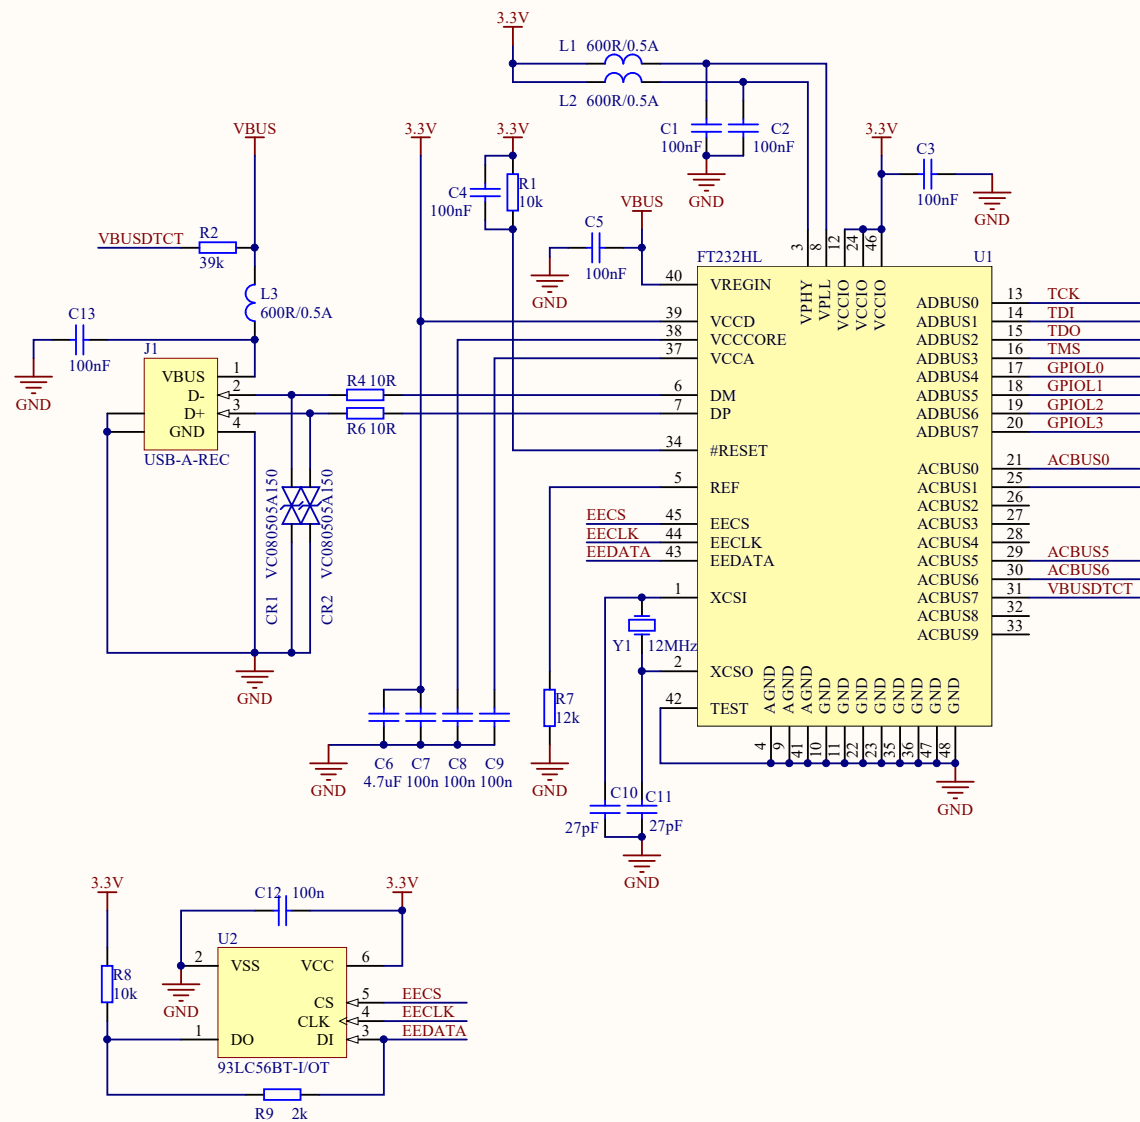 3.3V
L1 600R/0.5A
L2 600R/0.5A
C1
100nF
C2
100nF
GND
VBUS
3.3V
3.3V
3.3V
C3
100nF
GND
C4
100nF
R1
10k
VBUS
C5
100nF
GND
VBUSDTCT
R2
39k
L3
600R/0.5A
C13
100nF
GND
J1
VBUS 1
D- 2
D+ 3
GND 4
USB-A-REC
R4 10R
R6 10R
CR1 VC080505A150
CR2 VC080505A150
GND
FT232HL
U1
3 VPHY
8 VPLL
12 VCCIO
24 VCCIO
46 VCCIO
40 VREGIN
39 VCCD
38 VCCCORE
37 VCCA
6 DM
7 DP
34 #RESET
5 REF
EECS 45 EECS
EECLK 44 EECLK
EEDATA 43 EEDATA
1 XCSI
2 XCSO
42 TEST
ADBUS0 13 TCK
ADBUS1 14 TDI
ADBUS2 15 TDO
ADBUS3 16 TMS
ADBUS4 17 GPIOL0
ADBUS5 18 GPIOL1
ADBUS6 19 GPIOL2
ADBUS7 20 GPIOL3
ACBUS0 21 ACBUS0
ACBUS1 25
ACBUS2 26
ACBUS3 27
ACBUS4 28
ACBUS5 29 ACBUS5
ACBUS6 30 ACBUS6
ACBUS7 31 VBUSDTCT
ACBUS8 32
ACBUS9 33
AGND 4
AGND 9
AGND 41
GND 10
GND 11
GND 22
GND 23
GND 35
GND 36
GND 47
GND 48
GND
Y1 12MHz
R7
12k
GND
C6
4.7uF
C7
100n
C8
100n
C9
100n
GND
C10
27pF
C11
27pF
GND
3.3V
R8
10k
C12 100n
3.3V
U2
2 VSS
VCC 6
GND
CS 5 EECS
CLK 4 EECLK
1 DO
DI 3 EEDATA
93LC56BT-I/OT
R9 2k